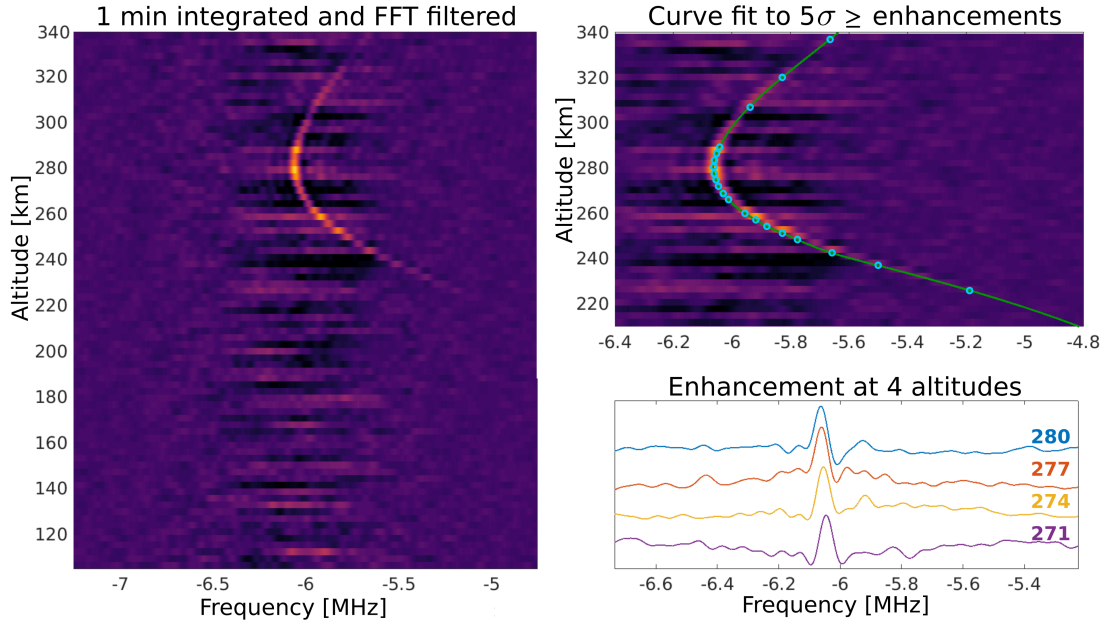 1 min integrated and FFT filtered
Altitude [km]
340
320
300
280
260
240
220
200
180
160
140
120
-7 -6.5 -6 -5.5 -5
Frequency [MHz]
Curve fit to 5σ ≥ enhancements
Altitude [km]
340
320
300
280
260
240
220
-6.4 -6.2 -6 -5.8 -5.6 -5.4 -5.2 -5 -4.8
Enhancement at 4 altitudes
280
277
274
271
-6.6 -6.4 -6.2 -6 -5.8 -5.6 -5.4
Frequency [MHz]